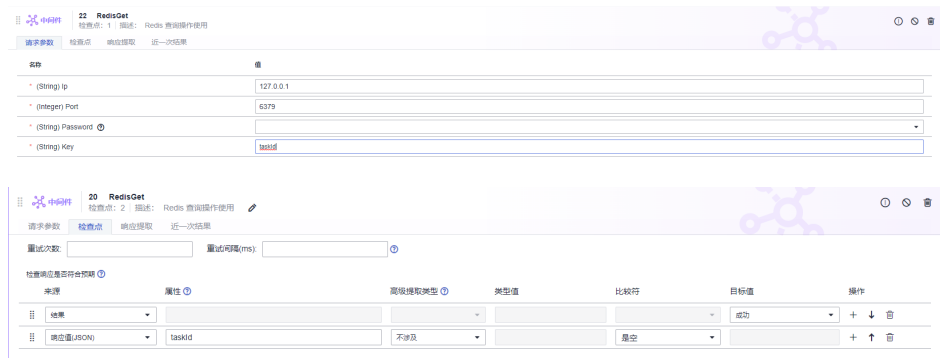 中间件 22 RedisGet
检查点：1 描述： Redis 查询操作使用
请求参数 检查点 响应提取 近一次结果
名称 值
* (String) Ip 127.0.0.1
* (Integer) Port 6379
* (String) Password
* (String) Key taskId
中间件 20 RedisGet
检查点：2 描述： Redis 查询操作使用
请求参数 检查点 响应提取 近一次结果
重试次数: 重试间隔(ms):
检查响应是否符合预期
来源 属性 高级提取类型 类型值 比较符 目标值 操作
结果 成功
响应值(JSON) taskId 不涉及 是空